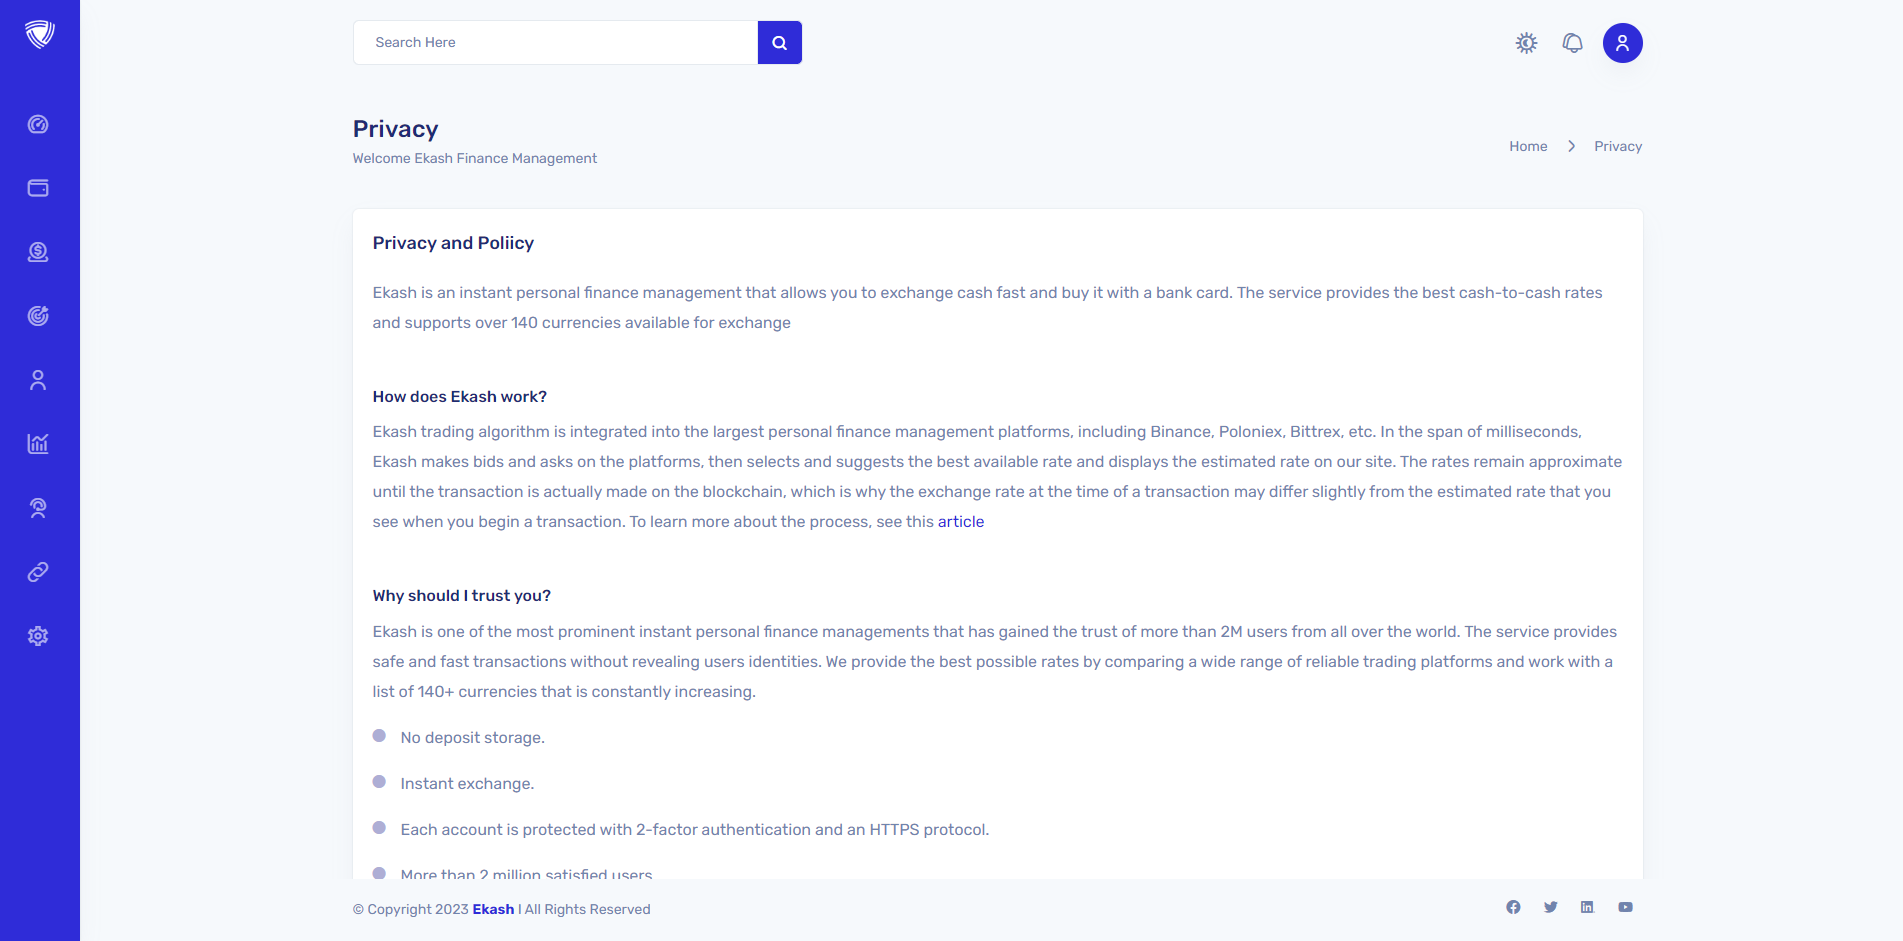 Search Here
Privacy
Welcome Ekash Finance Management
Home
Privacy
Privacy and Poliicy
Ekash is an instant personal finance management that allows you to exchange cash fast and buy it with a bank card. The service provides the best cash-to-cash rates
and supports over 140 currencies available for exchange
How does Ekash work?
Ekash trading algorithm is integrated into the largest personal finance management platforms, including Binance, Poloniex, Bittrex, etc. In the span of milliseconds,
Ekash makes bids and asks on the platforms, then selects and suggests the best available rate and displays the estimated rate on our site. The rates remain approximate
until the transaction is actually made on the blockchain, which is why the exchange rate at the time of a transaction may differ slightly from the estimated rate that you
see when you begin a transaction. To learn more about the process, see this article
Why should I trust you?
Ekash is one of the most prominent instant personal finance managements that has gained the trust of more than 2M users from all over the world. The service provides
safe and fast transactions without revealing users identities. We provide the best possible rates by comparing a wide range of reliable trading platforms and work with a
list of 140+ currencies that is constantly increasing.
No deposit storage.
Instant exchange.
Each account is protected with 2-factor authentication and an HTTPS protocol.
More than 2 million satisfied users
© Copyright 2023 Ekash I All Rights Reserved